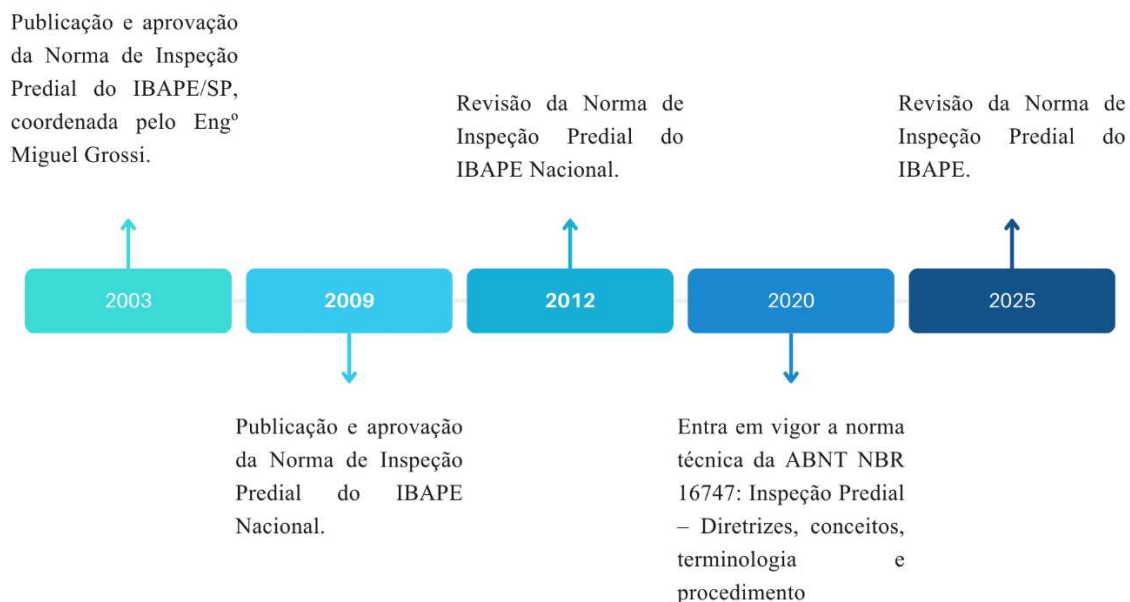 Publicação e aprovação
da Norma de Inspeção
Predial do IBAPE/SP,
coordenada pelo Engº
Miguel Grossi.
Revisão da Norma de
Inspeção Predial do
IBAPE Nacional.
Revisão da Norma de
Inspeção Predial do
IBAPE.
2003
2009
2012
2020
2025
Publicação e aprovação
da Norma de Inspeção
Predial do IBAPE
Nacional.
Entra em vigor a norma
técnica da ABNT NBR
16747: Inspeção Predial
– Diretrizes, conceitos,
terminologia e
procedimento